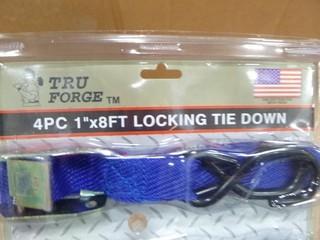 TRU
FORGE TM
4PC 1"x8FT LOCKING TIE DOWN